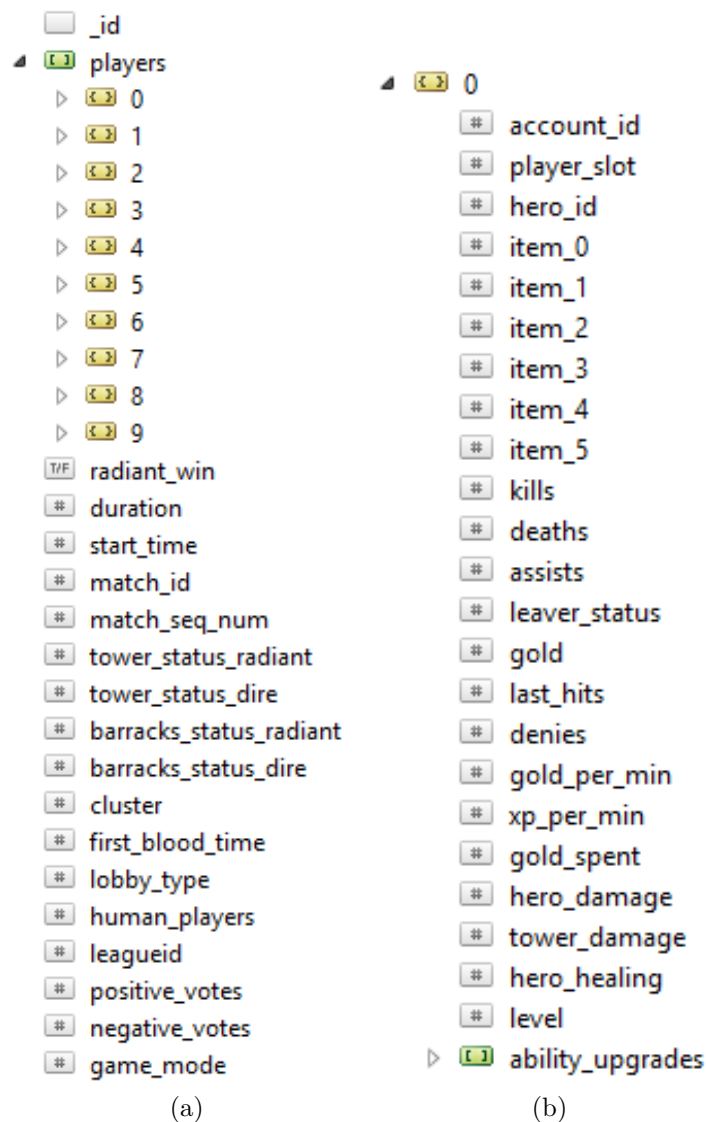 _id
players
0
1
2
3
4
5
6
7
8
9
T/F radiant_win
# duration
# start_time
# match_id
# match_seq_num
# tower_status_radiant
# tower_status_dire
# barracks_status_radiant
# barracks_status_dire
# cluster
# first_blood_time
# lobby_type
# human_players
# leagueid
# positive_votes
# negative_votes
# game_mode
(a)
0
# account_id
# player_slot
# hero_id
# item_0
# item_1
# item_2
# item_3
# item_4
# item_5
# kills
# deaths
# assists
# leaver_status
# gold
# last_hits
# denies
# gold_per_min
# xp_per_min
# gold_spent
# hero_damage
# tower_damage
# hero_healing
# level
ability_upgrades
(b)